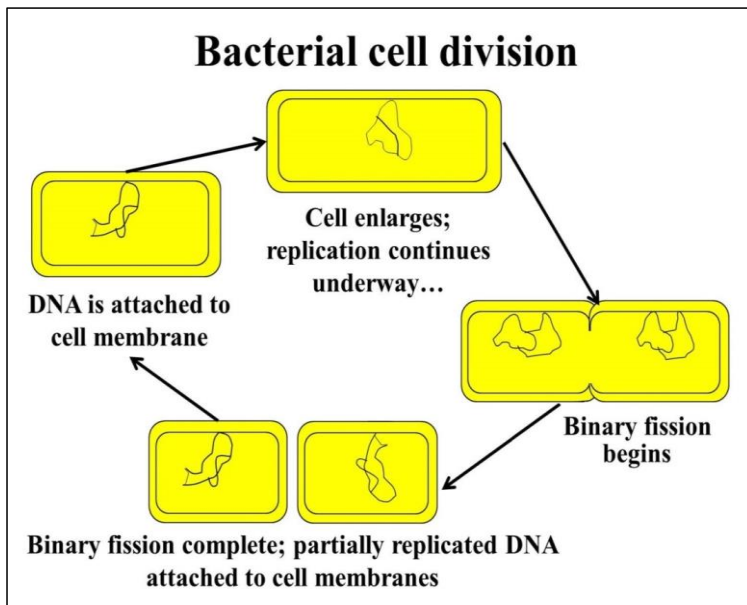 Bacterial cell division
Cell enlarges;
replication continues
underway…
DNA is attached to
cell membrane
Binary fission
begins
Binary fission complete; partially replicated DNA
attached to cell membranes